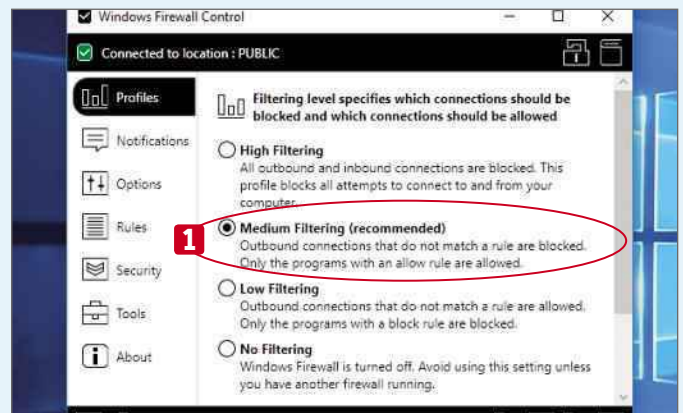 Windows Firewall Control
Connected to location : PUBLIC
Profiles
Notifications
Options
Rules
Security
Tools
About
Filtering level specifies which connections should be
blocked and which connections should be allowed
High Filtering
All outbound and inbound connections are blocked. This
profile blocks all attempts to connect to and from your
computer.
1
Medium Filtering (recommended)
Outbound connections that do not match a rule are blocked.
Only the programs with an allow rule are allowed.
Low Filtering
Outbound connections that do not match a rule are allowed.
Only the programs with a block rule are blocked.
No Filtering
Windows Firewall is turned off. Avoid using this setting unless
you have another firewall running.